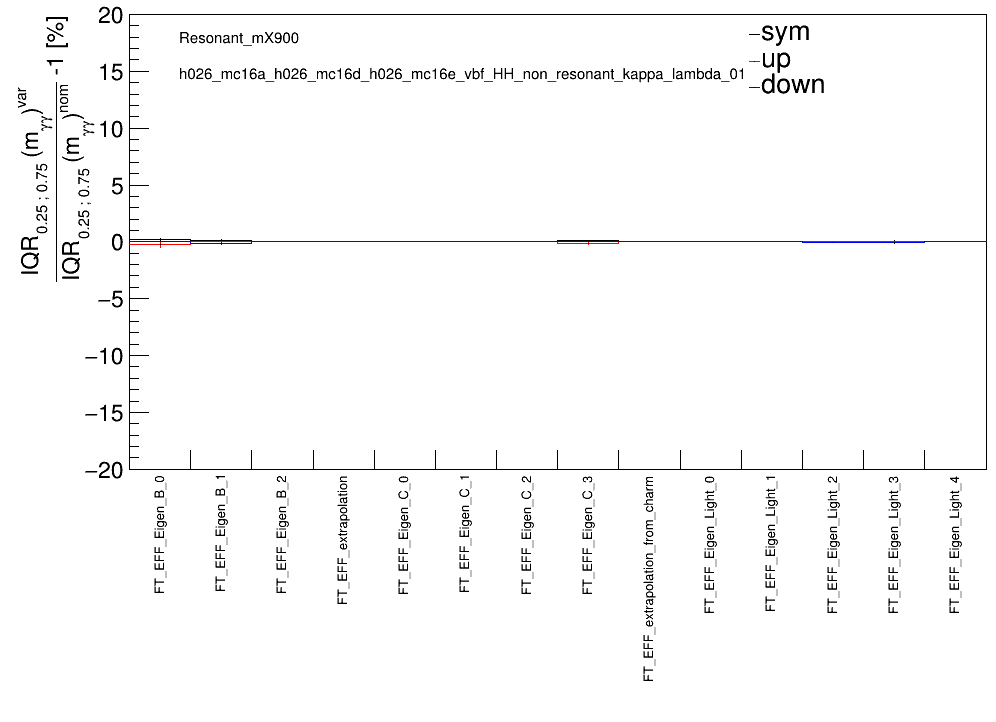 IQR0.25 ; 0.75 (mγγ)var
IQR0.25 ; 0.75 (mγγ)nom -1 [%]
20
15
10
5
0
−5
−10
−15
−20
Resonant_mX900
h026_mc16a_h026_mc16d_h026_mc16e_vbf_HH_non_resonant_kappa_lambda_01
sym
up
down
FT_EFF_Eigen_B_0
FT_EFF_Eigen_B_1
FT_EFF_Eigen_B_2
FT_EFF_extrapolation
FT_EFF_Eigen_C_0
FT_EFF_Eigen_C_1
FT_EFF_Eigen_C_2
FT_EFF_Eigen_C_3
FT_EFF_extrapolation_from_charm
FT_EFF_Eigen_Light_0
FT_EFF_Eigen_Light_1
FT_EFF_Eigen_Light_2
FT_EFF_Eigen_Light_3
FT_EFF_Eigen_Light_4